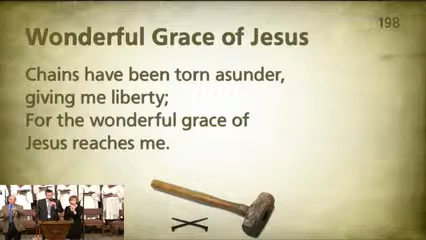 198
Wonderful Grace of Jesus
Chains have been torn asunder,
giving me liberty;
For the wonderful grace of
Jesus reaches me.